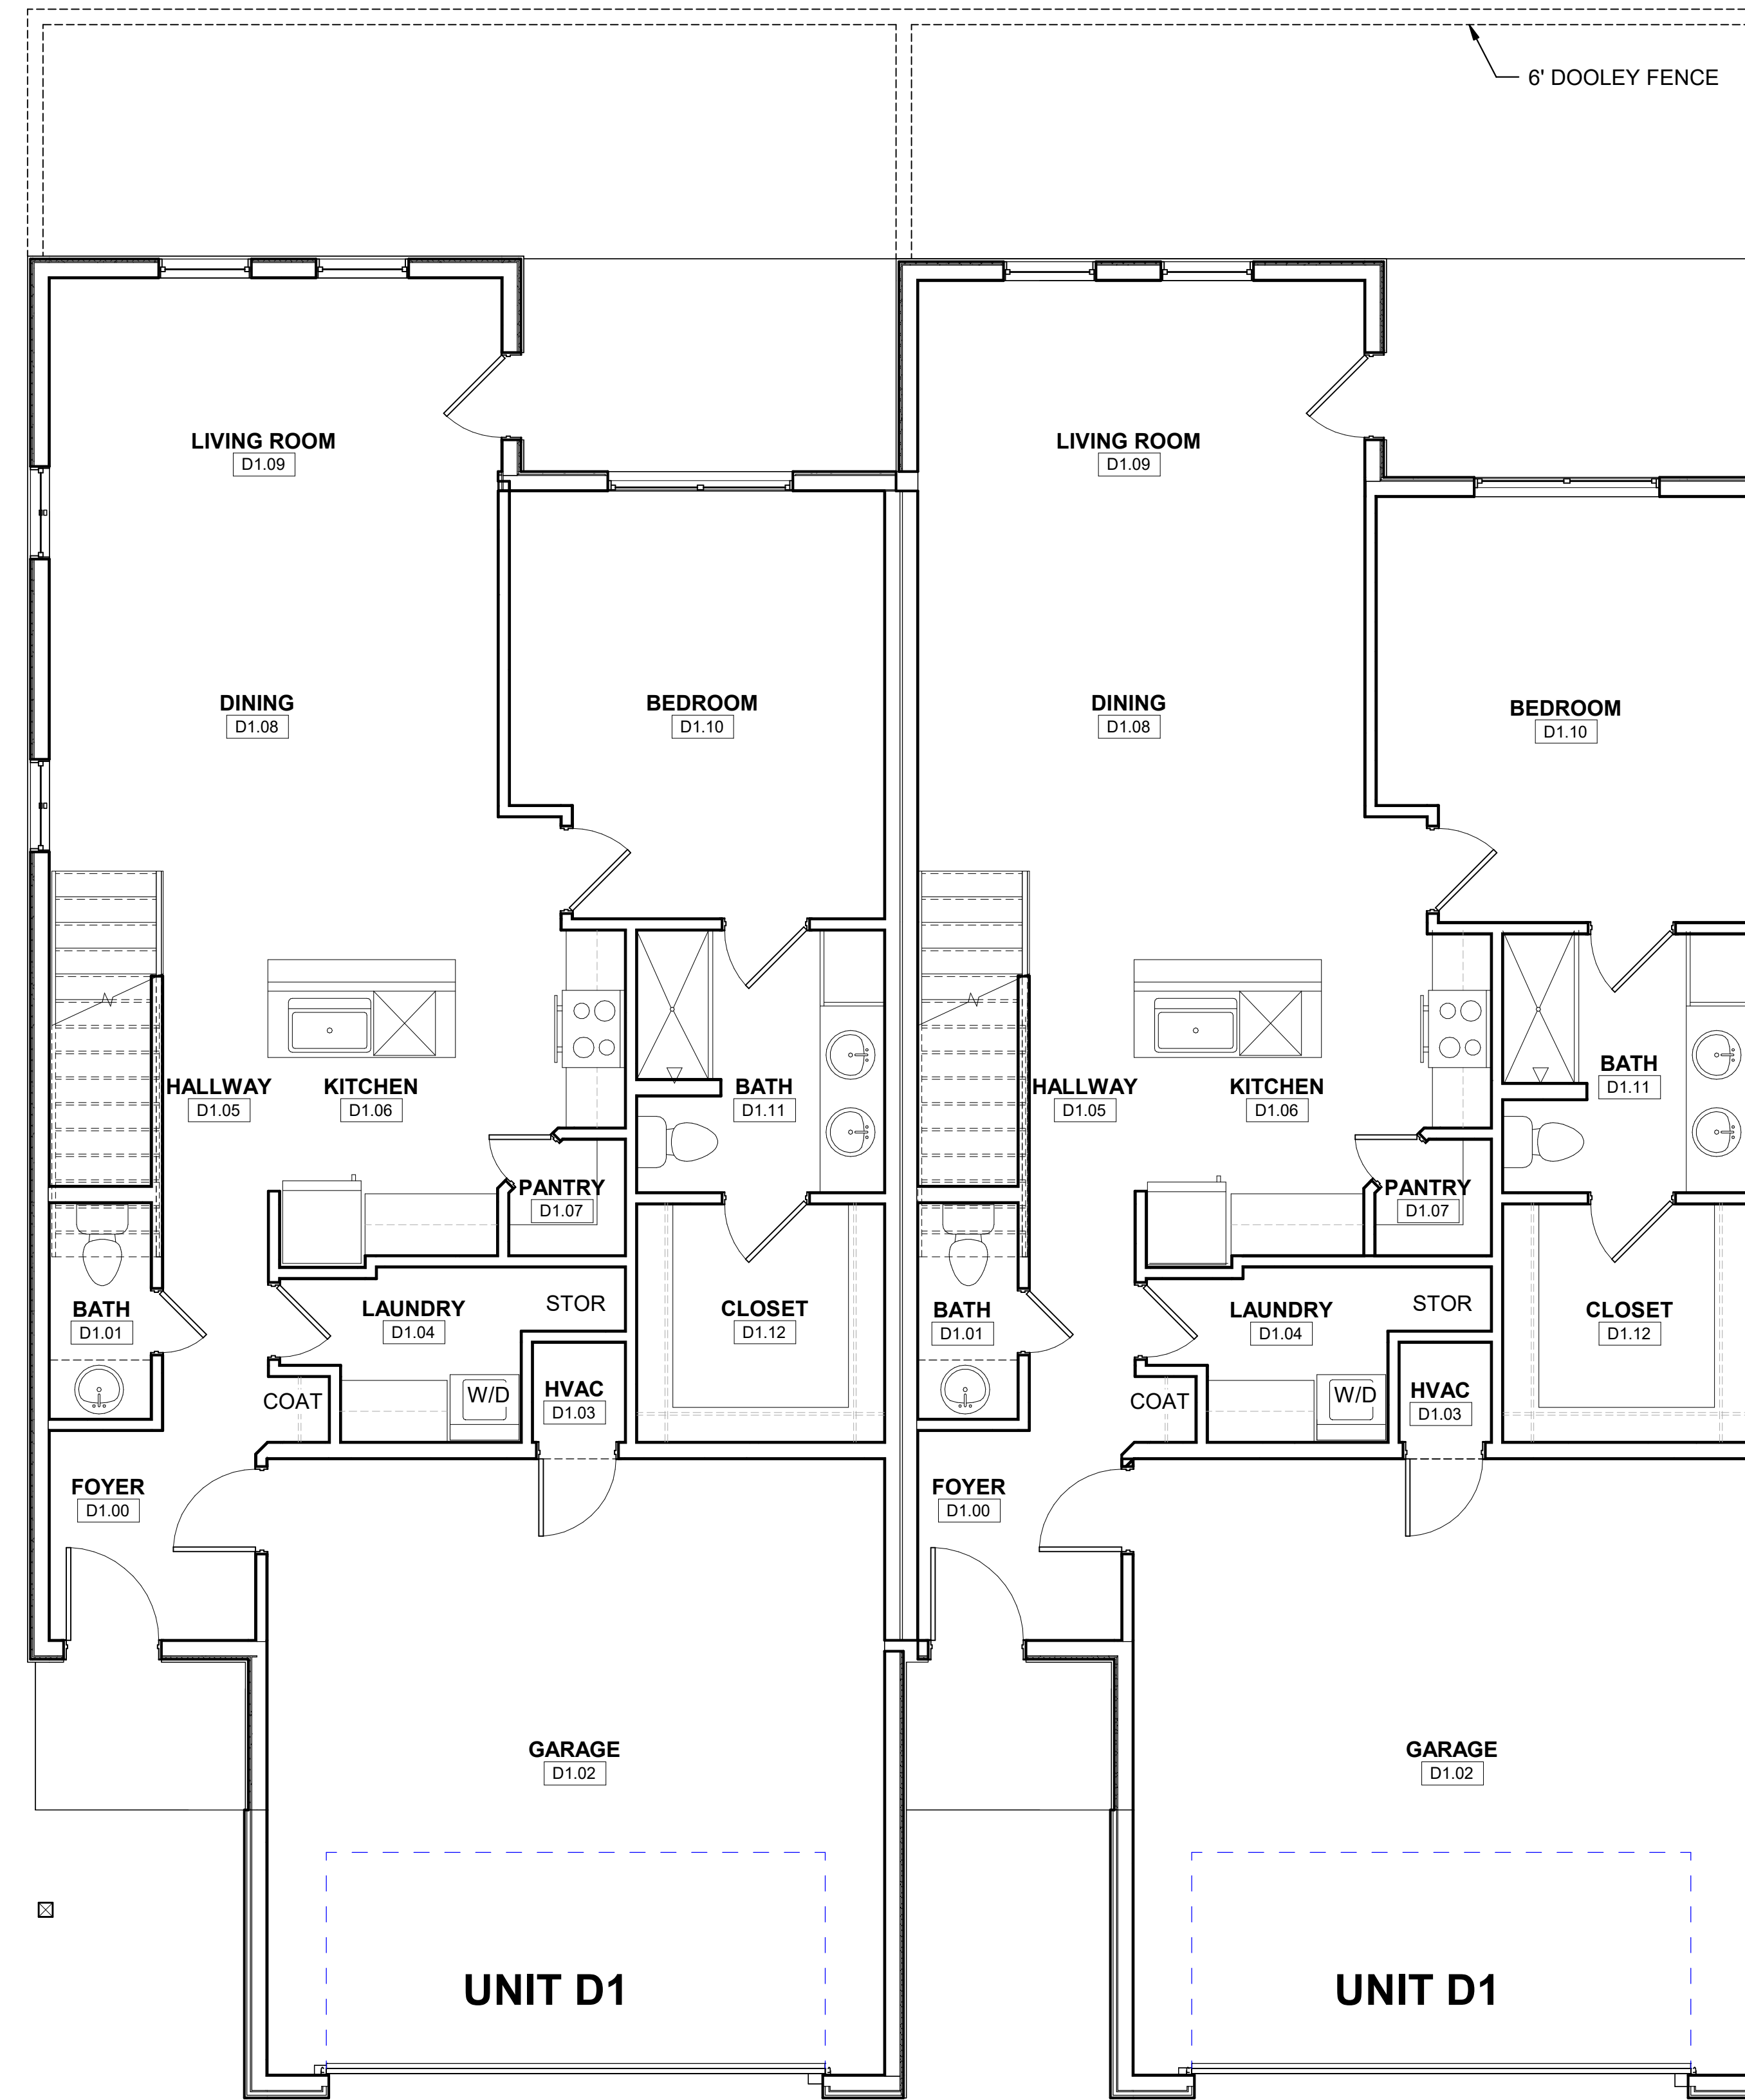 6' DOOLEY FENCE
LIVING ROOM
D1.09
LIVING ROOM
D1.09
DINING
D1.08
BEDROOM
D1.10
DINING
D1.08
BEDROOM
D1.10
HALLWAY
D1.05
KITCHEN
D1.06
BATH
D1.11
HALLWAY
D1.05
KITCHEN
D1.06
BATH
D1.11
PANTRY
D1.07
PANTRY
D1.07
BATH
D1.01
LAUNDRY
D1.04
STOR
CLOSET
D1.12
BATH
D1.01
LAUNDRY
D1.04
STOR
CLOSET
D1.12
COAT
W/D
HVAC
D1.03
COAT
W/D
HVAC
D1.03
FOYER
D1.00
FOYER
D1.00
GARAGE
D1.02
GARAGE
D1.02
UNIT D1
UNIT D1